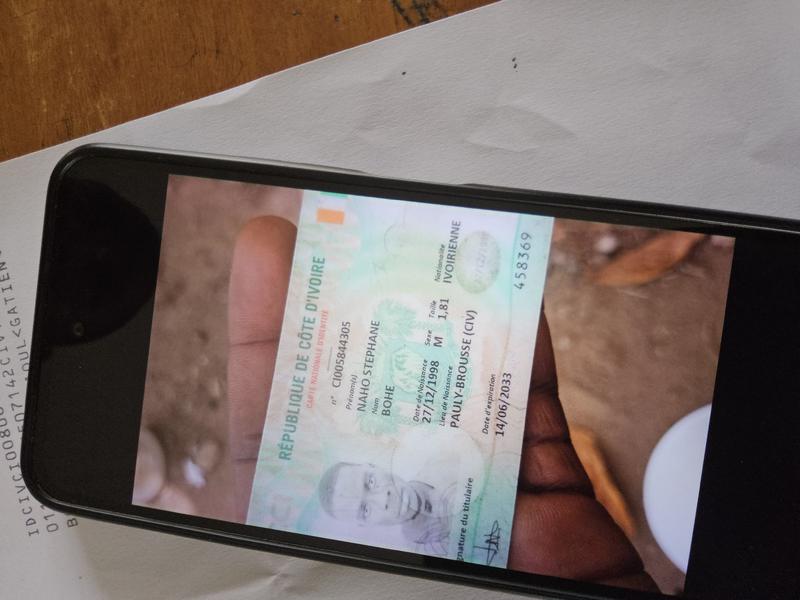 RÉPUBLIQUE DE CÔTE D'IVOIRE
CARTE NATIONALE D'IDENTITÉ
n° CI005844305
Prénom(s)
NAHO STEPHANE
Nom
BOHE
Date de Naissance Sexe Taille Nationalité
27/12/1998 M 1,81 IVOIRIENNE
Lieu de Naissance
PAULY-BROUSSE (CIV)
Date d'expiration
14/06/2033
gnature du titulaire
458369